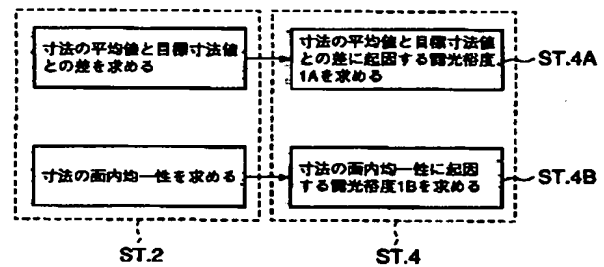 寸法の平均値と目標寸法値
との差を求める
寸法の平均値と目標寸法値
との差に起因する露光裕度
1Aを求める
ST.4A
寸法の面内均一性を求める
寸法の面内均一性に起因
する露光裕度1Bを求める
ST.4B
ST.2
ST.4